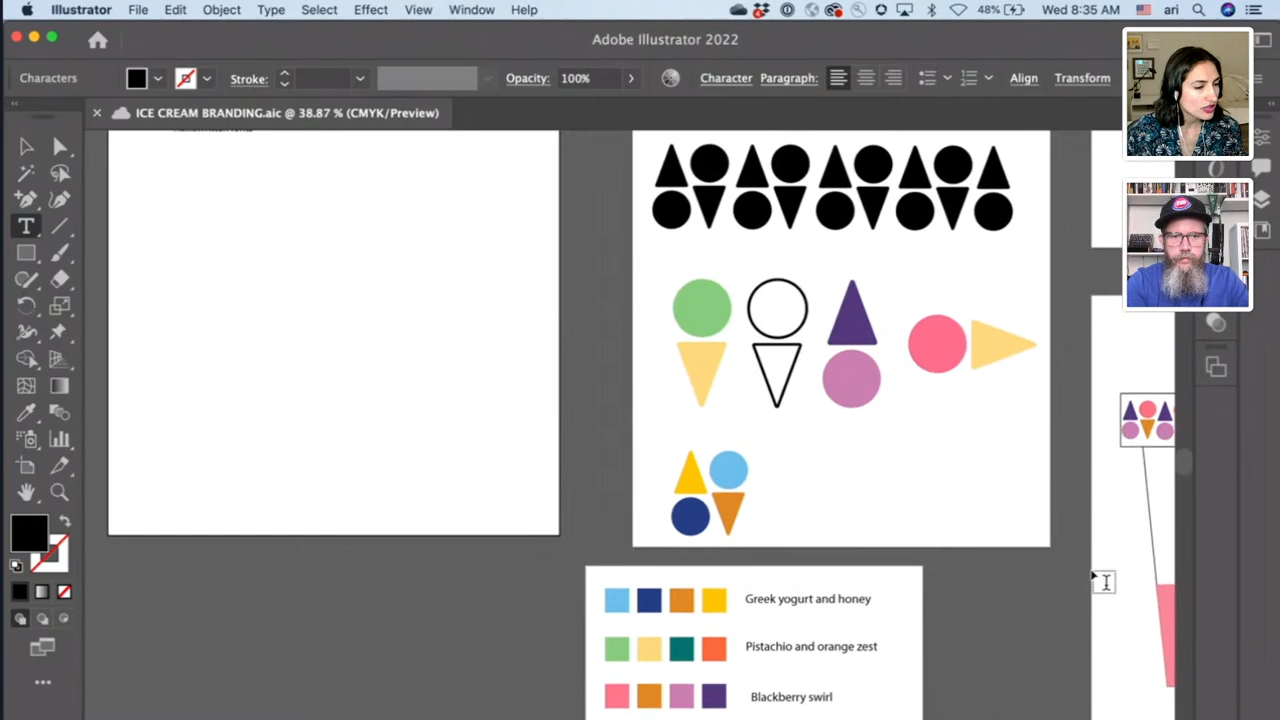 Illustrator File Edit Object Type Select Effect View Window Help 48% Wed 8:35 AM ari
Adobe Illustrator 2022
Characters Stroke: Opacity: 100% Character Paragraph: Align Transform
ICE CREAM BRANDING.aic @ 38.87 % (CMYK/Preview)
Greek yogurt and honey
Pistachio and orange zest
Blackberry swirl